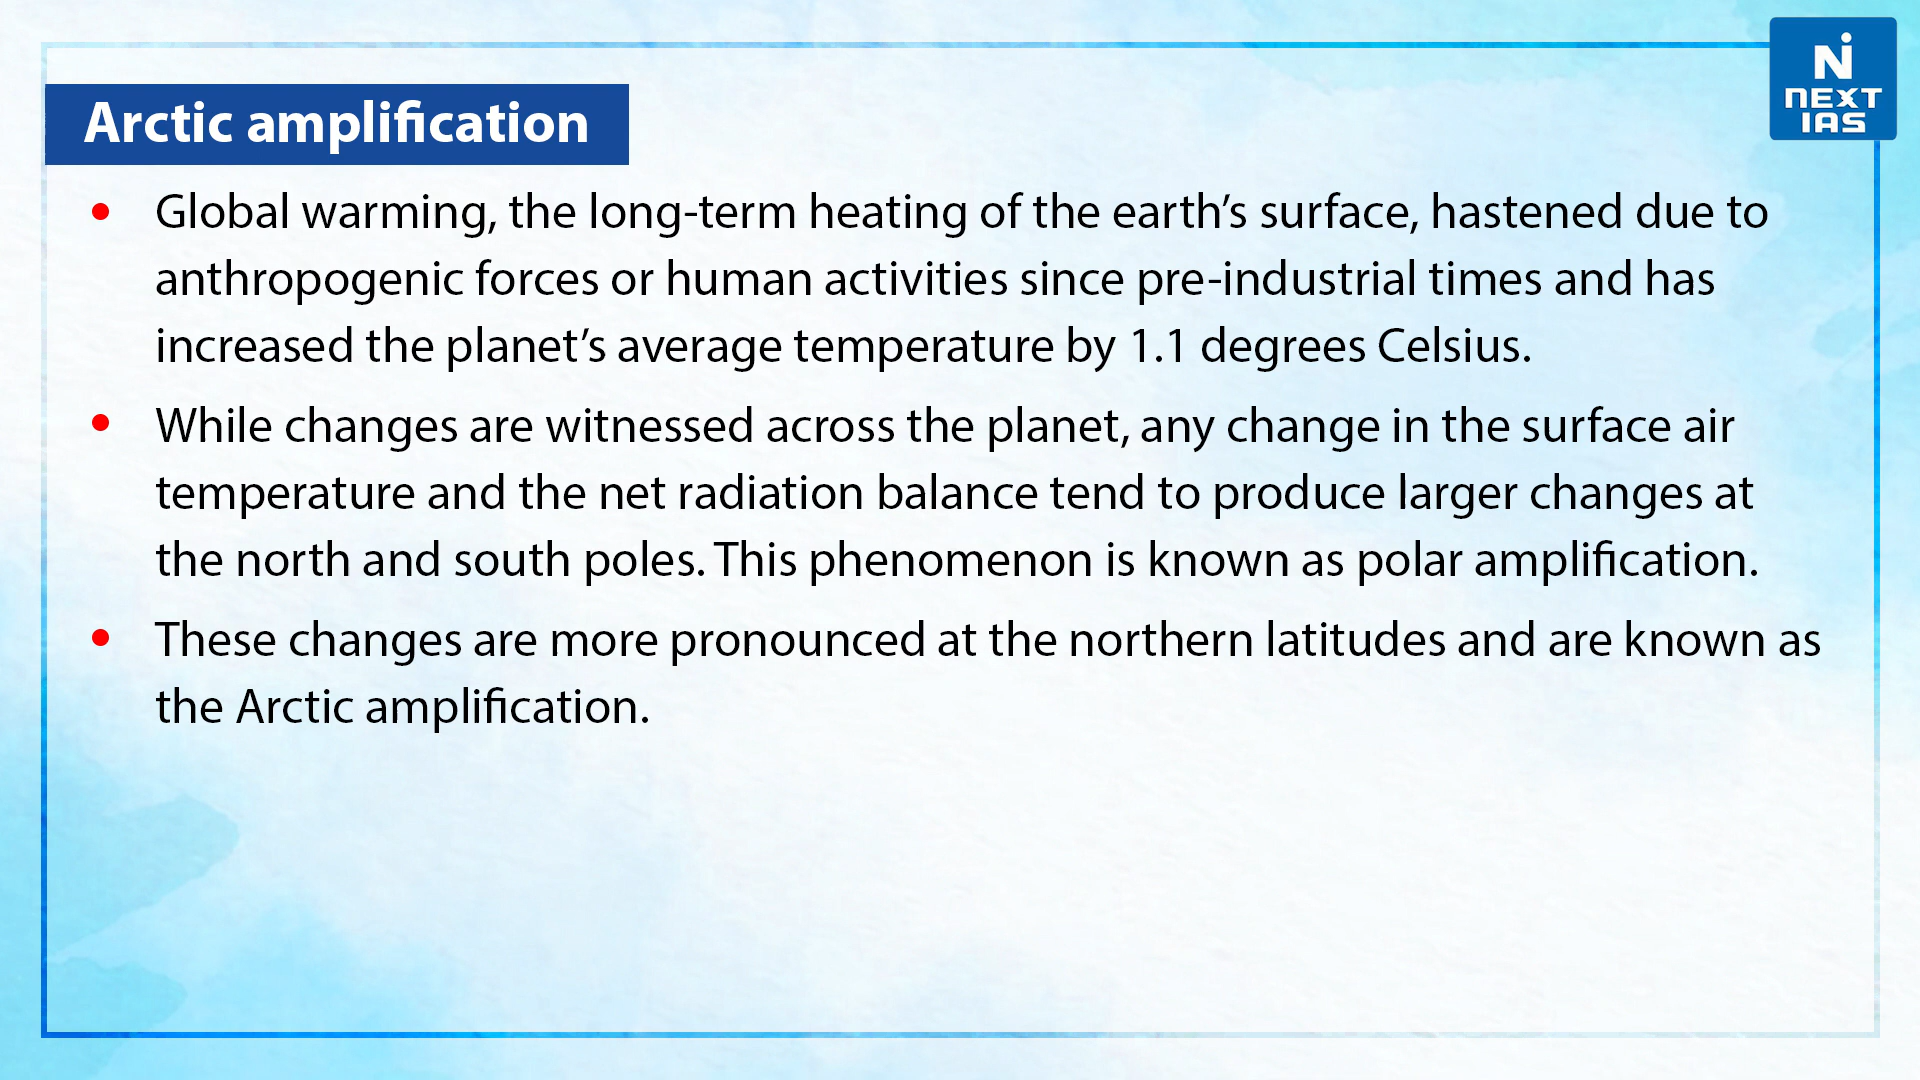 Arctic amplification
N
NEXT
IAS
• Global warming, the long-term heating of the earth’s surface, hastened due to
anthropogenic forces or human activities since pre-industrial times and has
increased the planet’s average temperature by 1.1 degrees Celsius.
• While changes are witnessed across the planet, any change in the surface air
temperature and the net radiation balance tend to produce larger changes at
the north and south poles. This phenomenon is known as polar amplification.
• These changes are more pronounced at the northern latitudes and are known as
the Arctic amplification.